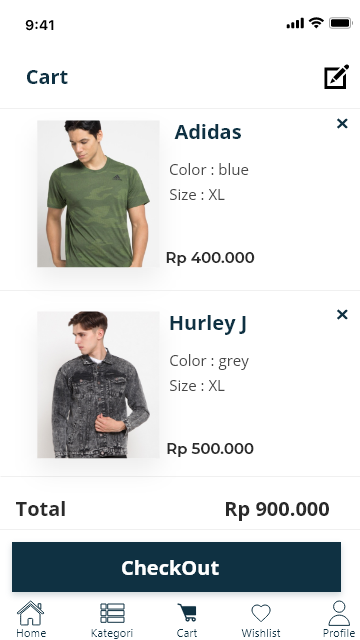 9:41
Cart
Adidas
Color : blue
Size : XL
Rp 400.000
Hurley J
Color : grey
Size : XL
Rp 500.000
Total Rp 900.000
CheckOut
Home Kategori Cart Wishlist Profile